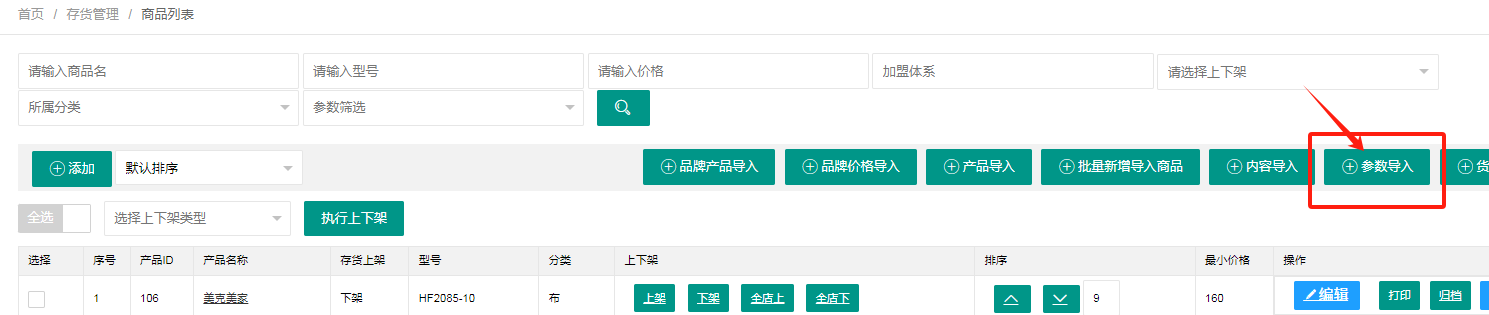 首页 / 存货管理 / 商品列表
请输入商品名 请输入型号 请输入价格 加盟体系 请选择上下架
所属分类 参数筛选
添加 默认排序 品牌产品导入 品牌价格导入 产品导入 批量新增导入商品 内容导入 参数导入 货
全选 选择上下架类型 执行上下架
选择 序号 产品ID 产品名称 存货上架 型号 分类 上下架 排序 最小价格 操作
1 106 美克美家 下架 HF2085-10 布 上架 下架 全店上 全店下 9 160 编辑 打印 归档